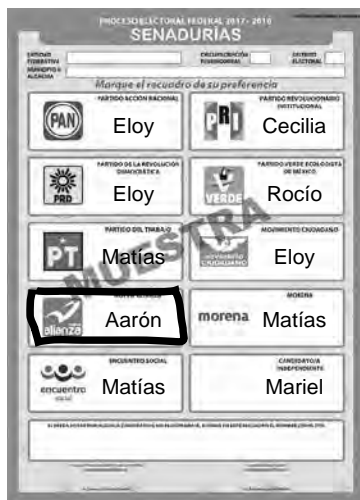 PROCESO ELECTORAL FEDERAL 2017 - 2018
SENADURÍAS
ENTIDAD FEDERATIVA
CIRCUNSCRIPCIÓN PLURINOMINAL
DISTRITO ELECTORAL
MUNICIPIO O ALCALDÍA
Marque el recuadro de su preferencia
PARTIDO ACCIÓN NACIONAL
PAN
Eloy
PARTIDO REVOLUCIONARIO INSTITUCIONAL
PRI
Cecilia
PARTIDO DE LA REVOLUCIÓN DEMOCRÁTICA
PRD
Eloy
PARTIDO VERDE ECOLOGISTA DE MÉXICO
VERDE
Rocío
PARTIDO DEL TRABAJO
PT
Matías
MOVIMIENTO CIUDADANO
MOVIMIENTO CIUDADANO
Eloy
alianza
Aarón
MORENA
morena
Matías
ENCUENTRO SOCIAL
encuentro social
Matías
CANDIDATO/A INDEPENDIENTE
Mariel
MUESTRA